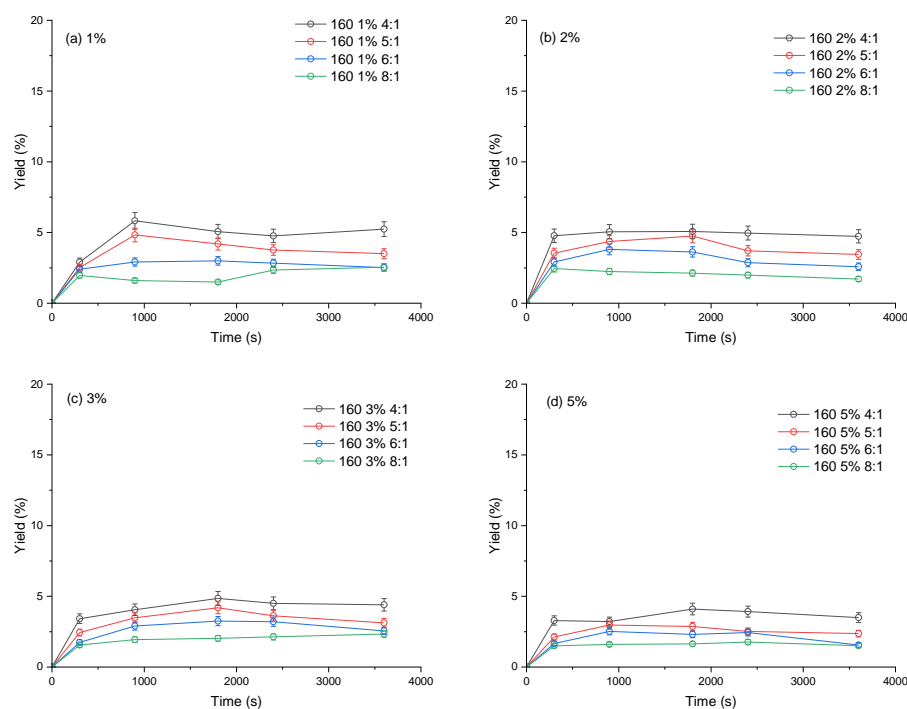 (a) 1%
160 1% 4:1
160 1% 5:1
160 1% 6:1
160 1% 8:1
Yield (%)
20
15
10
5
0
0 1000 2000 3000 4000
Time (s)
(b) 2%
160 2% 4:1
160 2% 5:1
160 2% 6:1
160 2% 8:1
Yield (%)
20
15
10
5
0
0 1000 2000 3000 4000
Time (s)
(c) 3%
160 3% 4:1
160 3% 5:1
160 3% 6:1
160 3% 8:1
Yield (%)
20
15
10
5
0
0 1000 2000 3000 4000
Time (s)
(d) 5%
160 5% 4:1
160 5% 5:1
160 5% 6:1
160 5% 8:1
Yield (%)
20
15
10
5
0
0 1000 2000 3000 4000
Time (s)